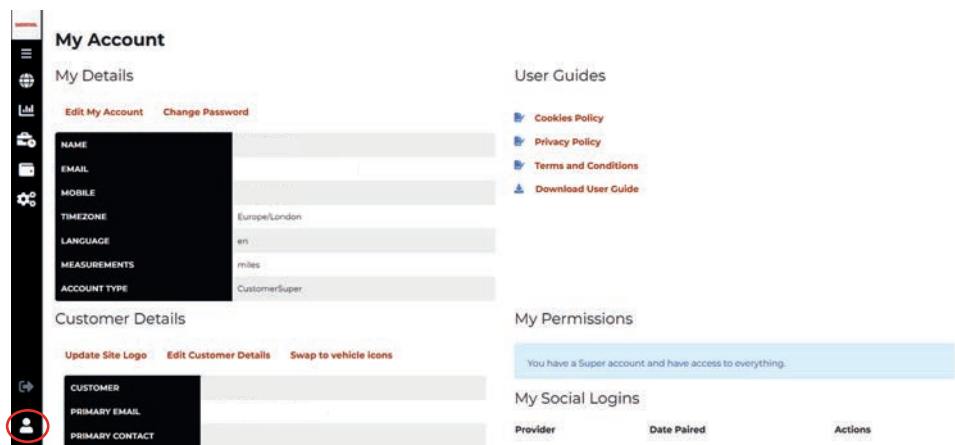 My Account
My Details
Edit My Account Change Password
NAME
EMAIL
MOBILE
TIMEZONE Europe/London
LANGUAGE en
MEASUREMENTS miles
ACCOUNT TYPE CustomerSuper
User Guides
Cookies Policy
Privacy Policy
Terms and Conditions
Download User Guide
Customer Details
Update Site Logo Edit Customer Details Swap to vehicle icons
CUSTOMER
PRIMARY EMAIL
PRIMARY CONTACT
My Permissions
You have a Super account and have access to everything.
My Social Logins
Provider Date Paired Actions